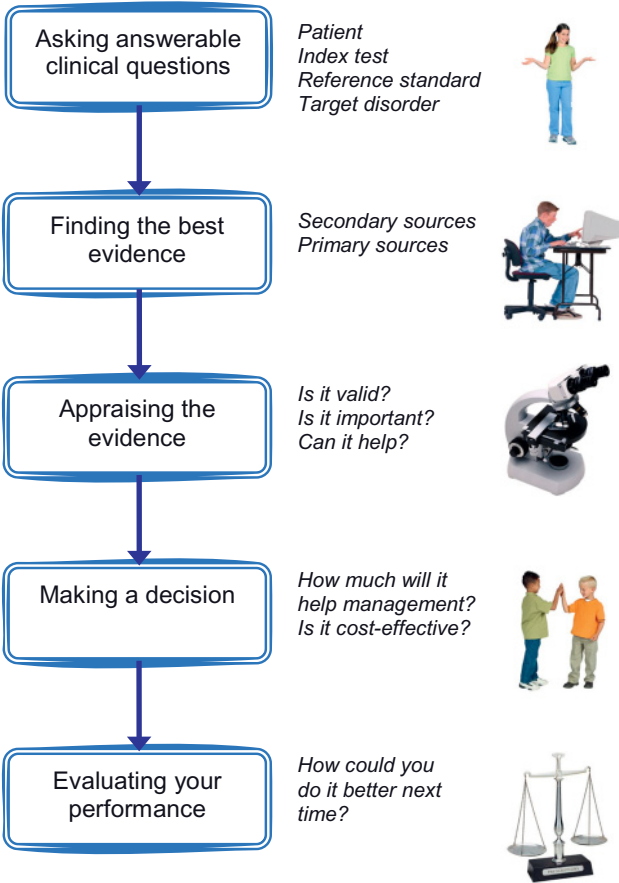 Asking answerable
clinical questions
Patient
Index test
Reference standard
Target disorder
Finding the best
evidence
Secondary sources
Primary sources
Appraising the
evidence
Is it valid?
Is it important?
Can it help?
Making a decision
How much will it
help management?
Is it cost-effective?
Evaluating your
performance
How could you
do it better next
time?